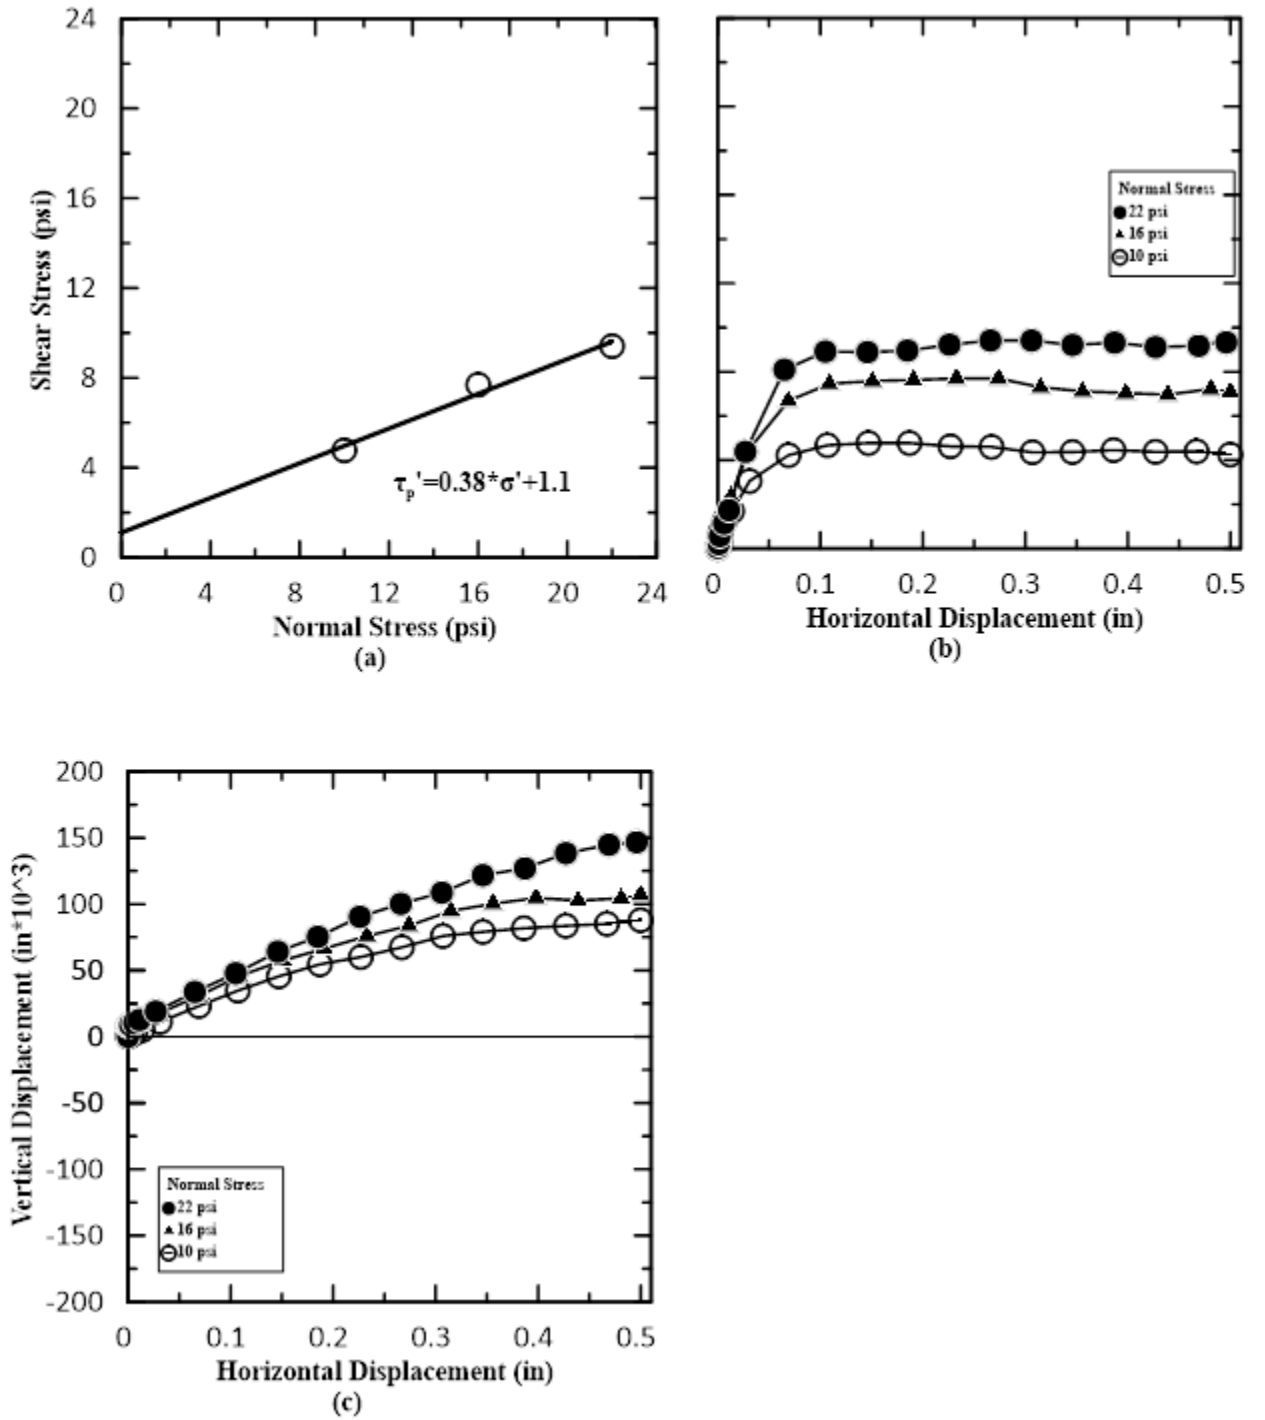 24
20
16
12
8
4
0
Shear Stress (psi)
τp'=0.38*σ'+1.1
0 4 8 12 16 20 24
Normal Stress (psi)
(a)
Normal Stress
22 psi
16 psi
10 psi
0 0.1 0.2 0.3 0.4 0.5
Horizontal Displacement (in)
(b)
200
150
100
50
0
-50
-100
-150
-200
Vertical Displacement (in*10^3)
Normal Stress
22 psi
16 psi
10 psi
0 0.1 0.2 0.3 0.4 0.5
Horizontal Displacement (in)
(c)